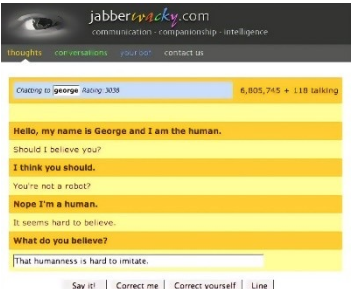 jabberwacky.com
communication - companionship - intelligence
thoughts conversations your bot contact us
Chatting to george Rating 3038 6,805,745 + 118 talking
Hello, my name is George and I am the human.
Should I believe you?
I think you should.
You're not a robot?
Nope I'm a human.
It seems hard to believe.
What do you believe?
That humanness is hard to imitate.
Say it! Correct me Correct yourself Line